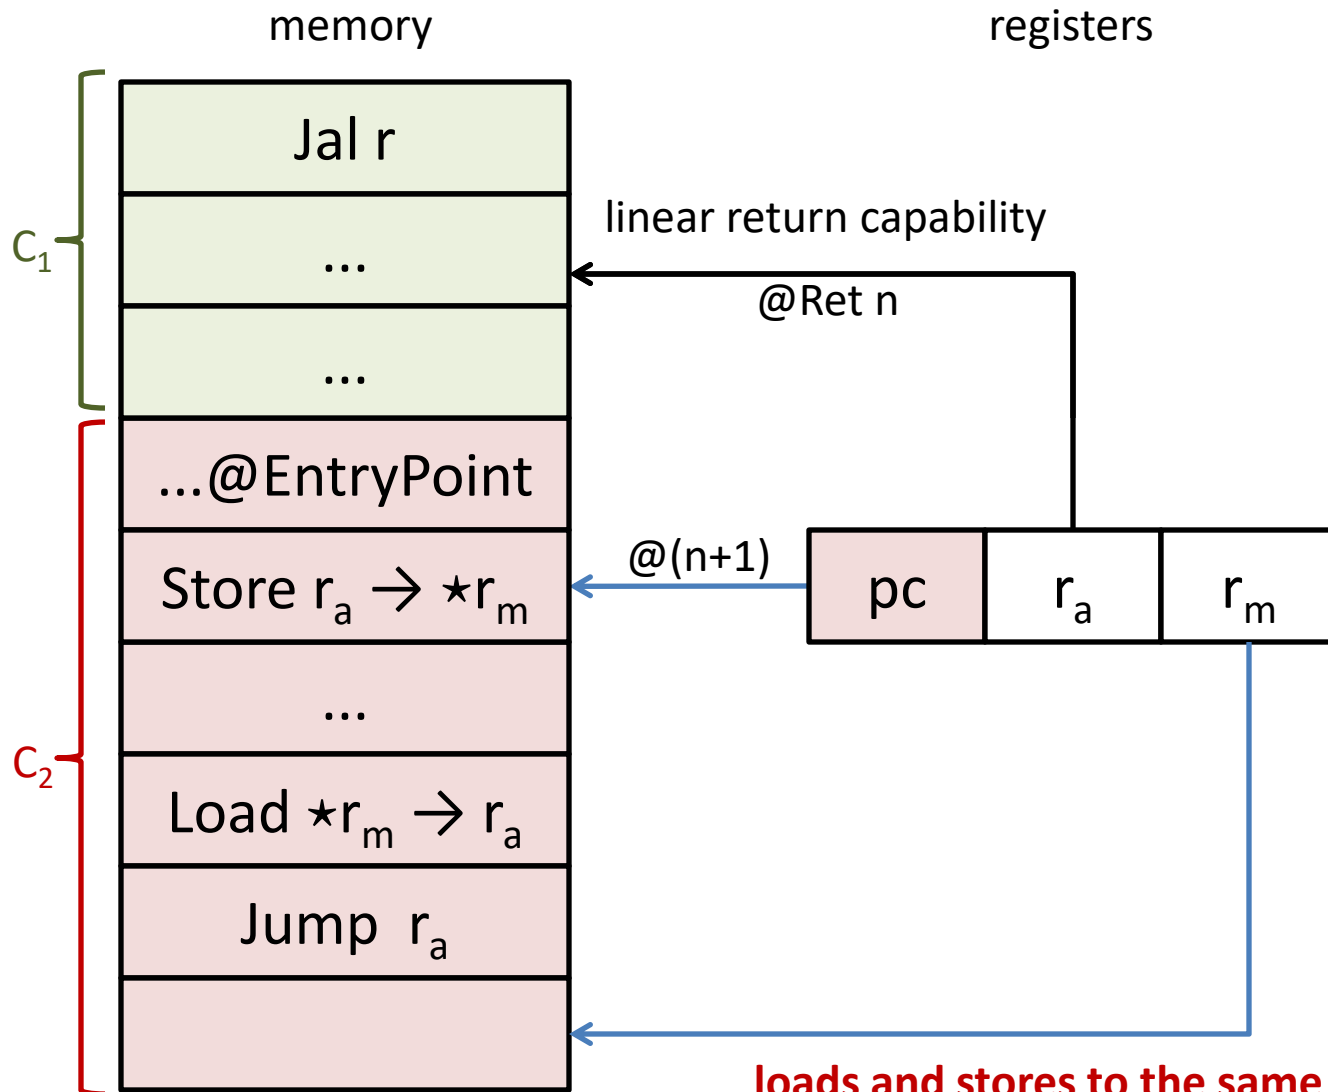 memory
registers
Jal r
linear return capability
C₁
...
@Ret n
...
...@EntryPoint
@(n+1)
Store rₐ → ⋆rₘ
pc
rₐ
rₘ
...
C₂
Load ⋆rₘ → rₐ
Jump rₐ
loads and stores to the same